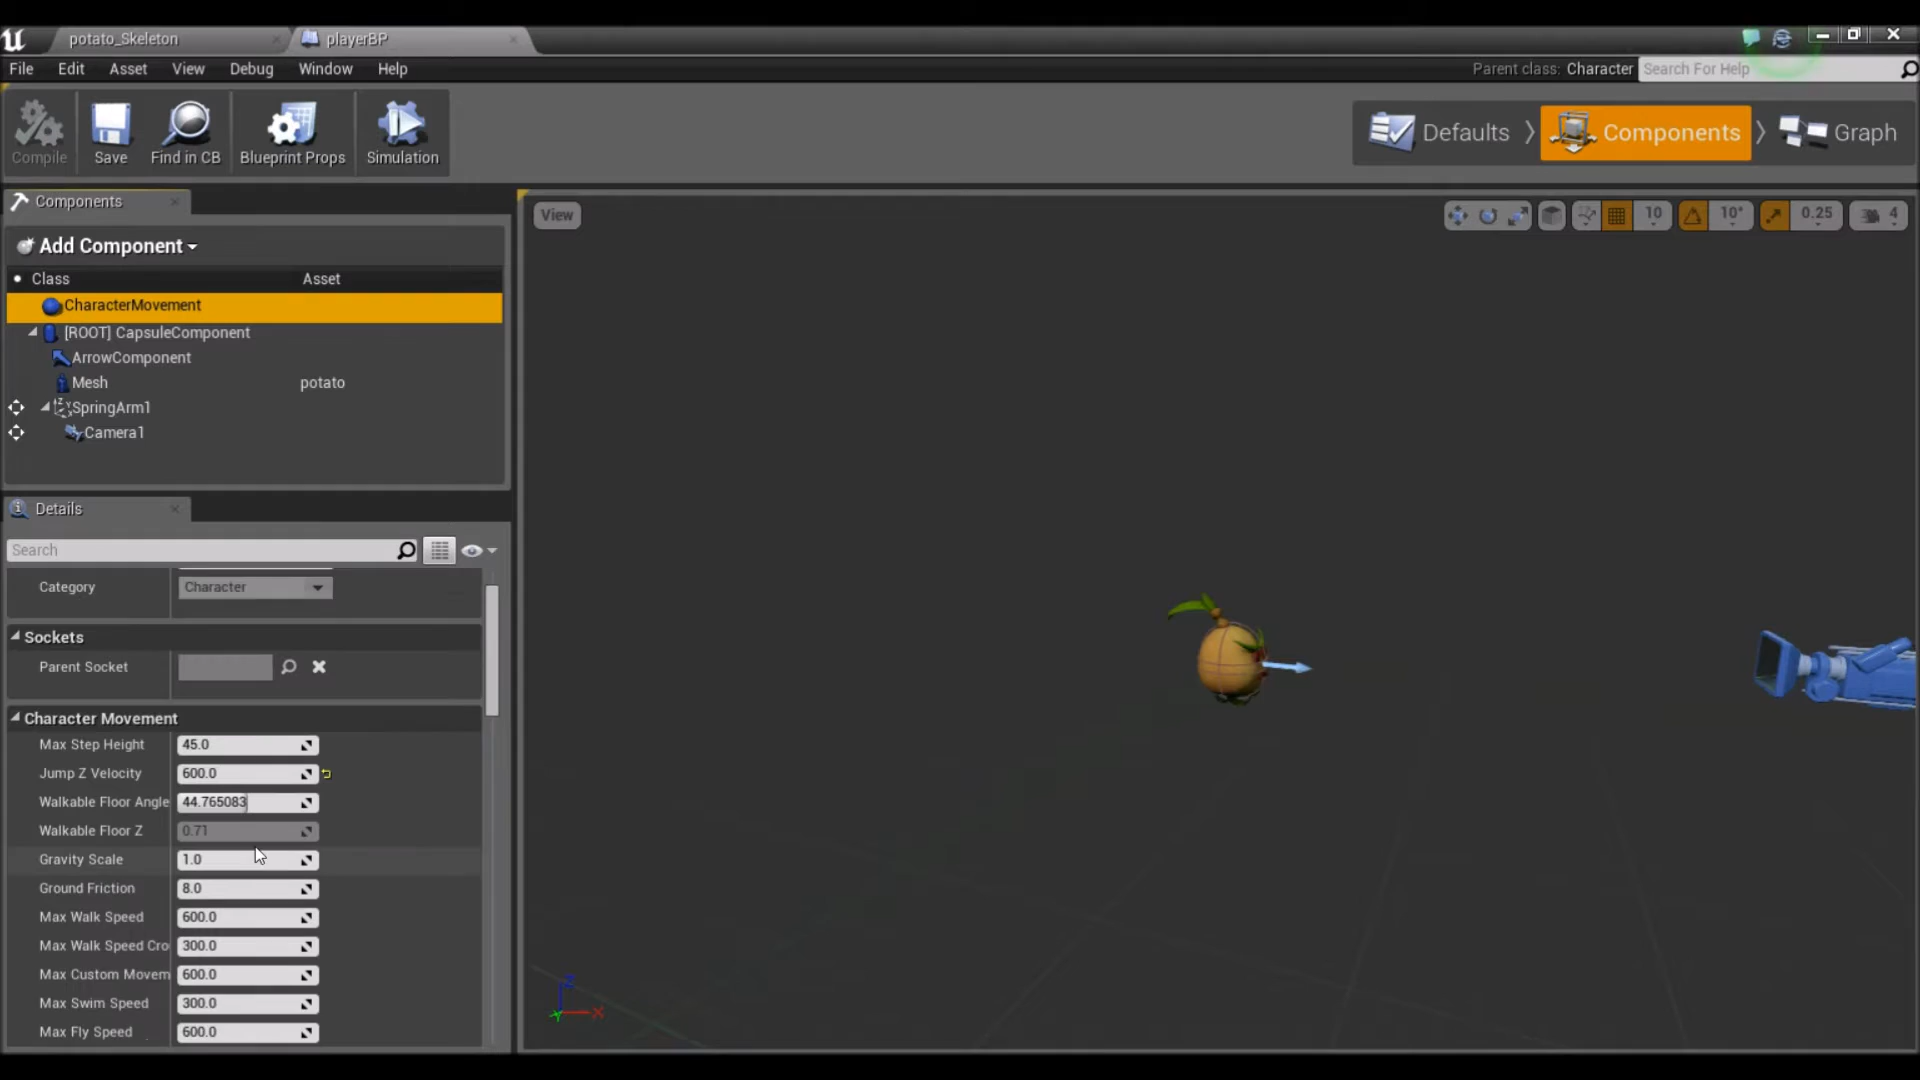 potato_Skeleton
playerBP
File Edit Asset View Debug Window Help
Parent class: Character
Search For Help
Compile
Save
Find in CB
Blueprint Props
Simulation
Defaults
Components
Graph
Components
Add Component
Class Asset
CharacterMovement
[ROOT] CapsuleComponent
ArrowComponent
Mesh potato
SpringArm1
Camera1
Details
Search
Category Character
Sockets
Parent Socket
Character Movement
Max Step Height 45.0
Jump Z Velocity 600.0
Walkable Floor Angle 44.765083
Walkable Floor Z 0.71
Gravity Scale 1.0
Ground Friction 8.0
Max Walk Speed 600.0
Max Walk Speed Cro 300.0
Max Custom Movem 600.0
Max Swim Speed 300.0
Max Fly Speed 600.0
View
10
10°
0.25
4
Z
X